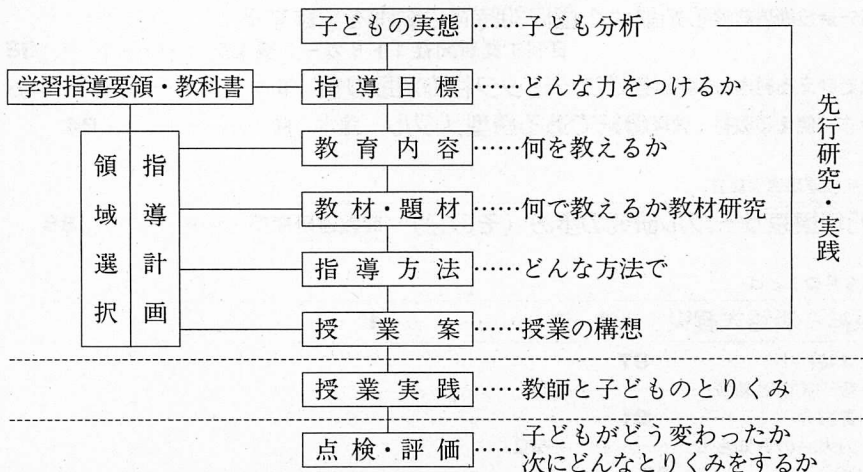 子どもの実態……子ども分析
学習指導要領・教科書
指導目標……どんな力をつけるか
教育内容……何を教えるか
教材・題材……何で教えるか教材研究
指導方法……どんな方法で
授業案……授業の構想
領域選択
指導計画
先行研究・実践
授業実践……教師と子どものとりくみ
点検・評価……子どもがどう変わったか
次にどんなとりくみをするか